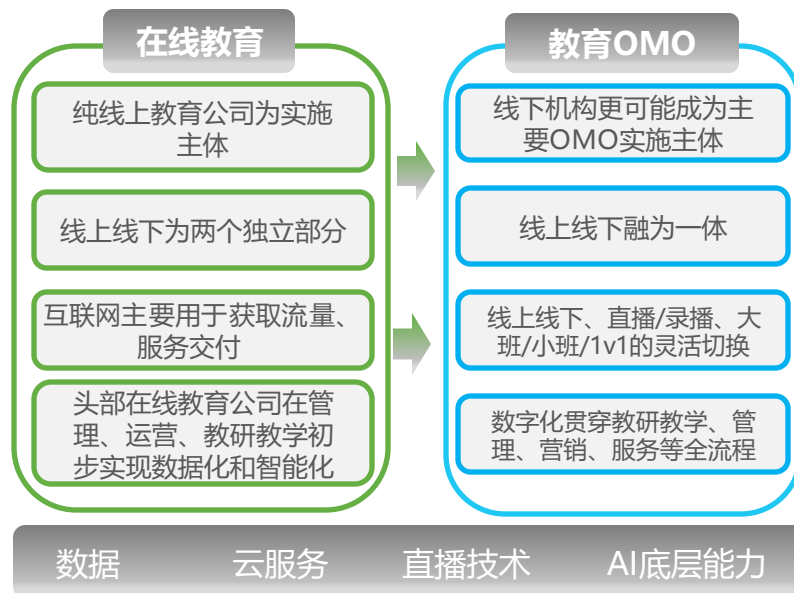 在线教育
纯线上教育公司为实施
主体
线上线下为两个独立部分
互联网主要用于获取流量、
服务交付
头部在线教育公司在管
理、运营、教研教学初
步实现数据化和智能化
教育OMO
线下机构更可能成为主
要OMO实施主体
线上线下融为一体
线上线下、直播/录播、大
班/小班/1v1的灵活切换
数字化贯穿教研教学、管
理、营销、服务等全流程
数据 云服务 直播技术 AI底层能力